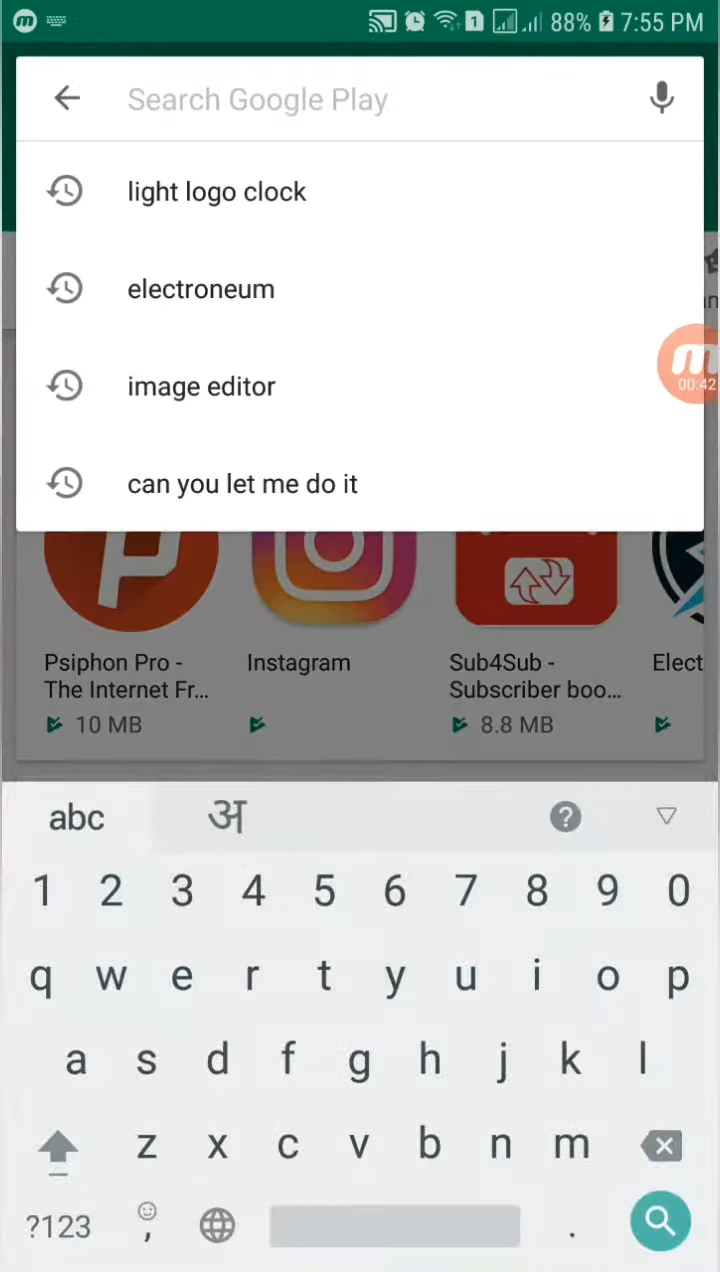 1 88% 7:55 PM
Search Google Play
light logo clock
electroneum
image editor
00:42
can you let me do it
Psiphon Pro -
The Internet Fr...
10 MB
Instagram
Sub4Sub -
Subscriber boo...
8.8 MB
Elect
abc अ ?
1 2 3 4 5 6 7 8 9 0
q w e r t y u i o p
a s d f g h j k l
z x c v b n m
?123 , .